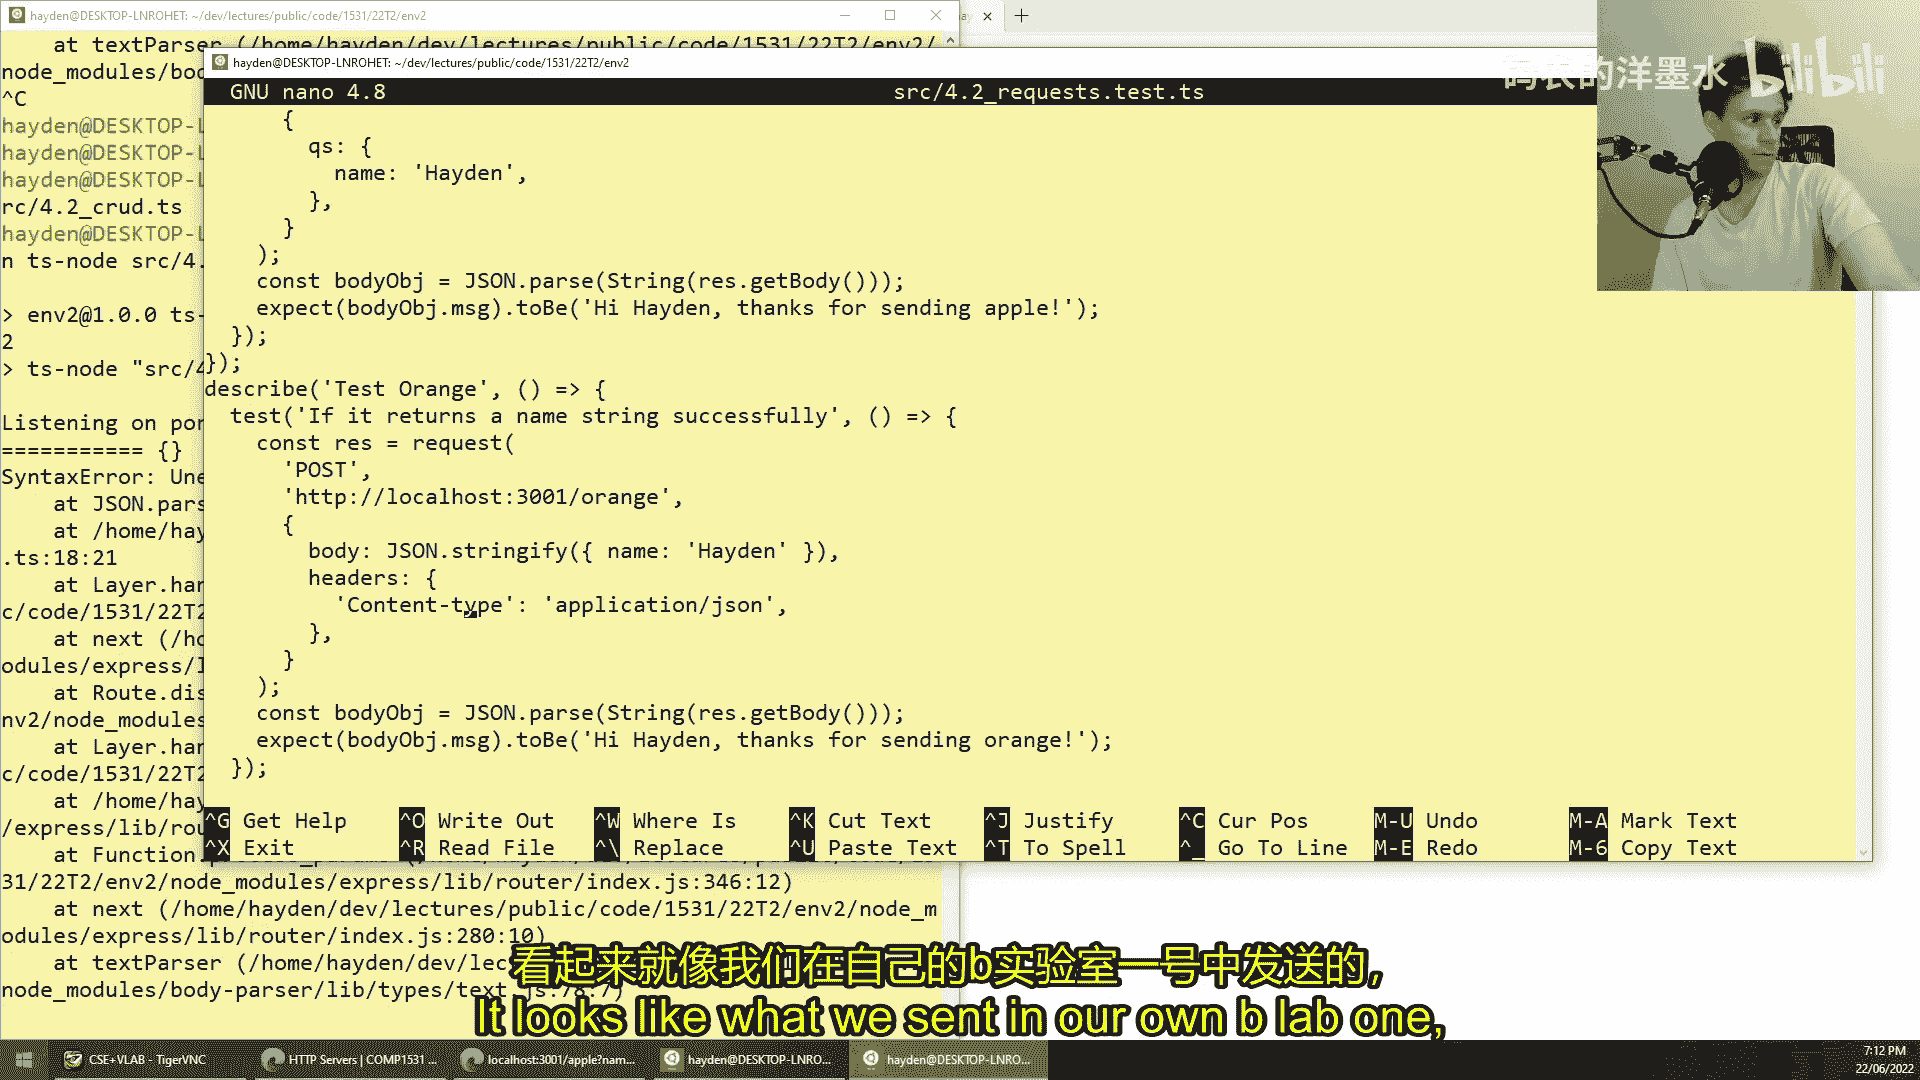 hayden@DESKTOP-LNROHET: ~/dev/lectures/public/code/1531/22T2/env2
at textParser (/home/hayden/dev/lectures/public/code/1531/22T2/env2/
node_modules/bod
^C
hayden@DESKTOP-L
hayden@DESKTOP-L
hayden@DESKTOP-L
rc/4.2_crud.ts
hayden@DESKTOP-L
n ts-node src/4.
> env2@1.0.0 ts-
2
> ts-node "src/4
Listening on por
=========== {}
SyntaxError: Une
at JSON.pars
at /home/hay
.ts:18:21
at Layer.han
c/code/1531/22T2
at next (/ho
odules/express/l
at Route.dis
nv2/node_modules
at Layer.han
c/code/1531/22T2
at /home/hay
/express/lib/rou
at Function.
31/22T2/env2/node_modules/express/lib/router/index.js:346:12)
at next (/home/hayden/dev/lectures/public/code/1531/22T2/env2/node_m
odules/express/lib/router/index.js:280:10)
at textParser (/home/hayden/dev/lec
node_modules/body-parser/lib/types/text.js:78:7)
hayden@DESKTOP-LNROHET: ~/dev/lectures/public/code/1531/22T2/env2
GNU nano 4.8 src/4.2_requests.test.ts
{
qs: {
name: 'Hayden',
},
}
);
const bodyObj = JSON.parse(String(res.getBody()));
expect(bodyObj.msg).toBe('Hi Hayden, thanks for sending apple!');
});
});
describe('Test Orange', () => {
test('If it returns a name string successfully', () => {
const res = request(
'POST',
'http://localhost:3001/orange',
{
body: JSON.stringify({ name: 'Hayden' }),
headers: {
'Content-type': 'application/json',
},
}
);
const bodyObj = JSON.parse(String(res.getBody()));
expect(bodyObj.msg).toBe('Hi Hayden, thanks for sending orange!');
});
^G Get Help ^O Write Out ^W Where Is ^K Cut Text ^J Justify ^C Cur Pos M-U Undo M-A Mark Text
^X Exit ^R Read File ^\ Replace ^U Paste Text ^T To Spell ^_ Go To Line M-E Redo M-6 Copy Text
码农的洋墨水 bilibili
看起来就像我们在自己的b实验室一号中发送的,
It looks like what we sent in our own b lab one,
CSE+VLAB - TigerVNC
HTTP Servers | COMP1531 ...
localhost:3001/apple?nam...
hayden@DESKTOP-LNRO...
hayden@DESKTOP-LNRO...
7:12 PM
22/06/2022